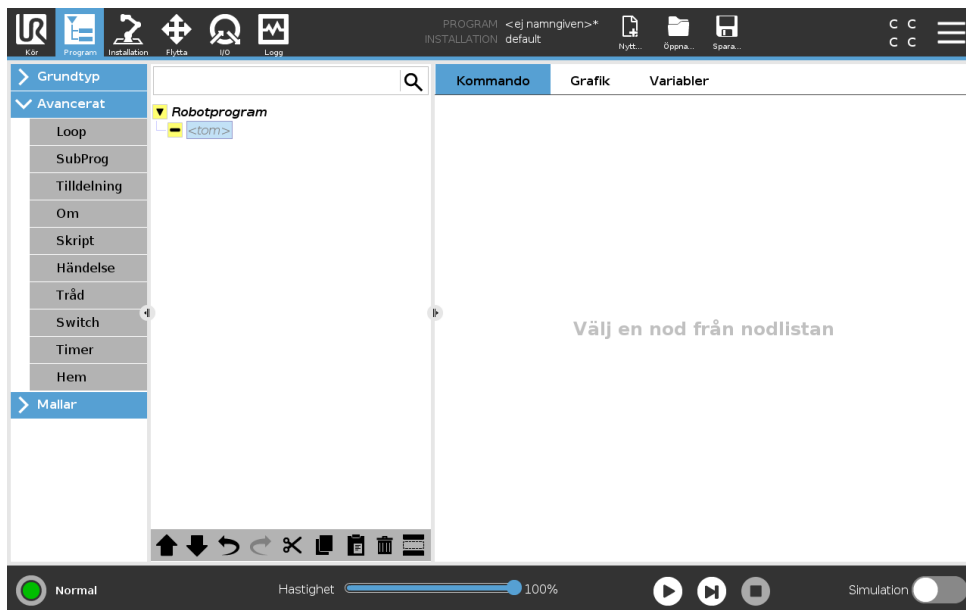 PROGRAM <ej namngiven>*
INSTALLATION default
Kör Program Installation Flytta I/O Logg Nytt... Öppna... Spara...
C C
C C
Grundtyp
Avancerat
Loop
SubProg
Tilldelning
Om
Skript
Händelse
Tråd
Switch
Timer
Hem
Mallar
Robotprogram
<tom>
Kommando Grafik Variabler
Välj en nod från nodlistan
Normal Hastighet 100% Simulation